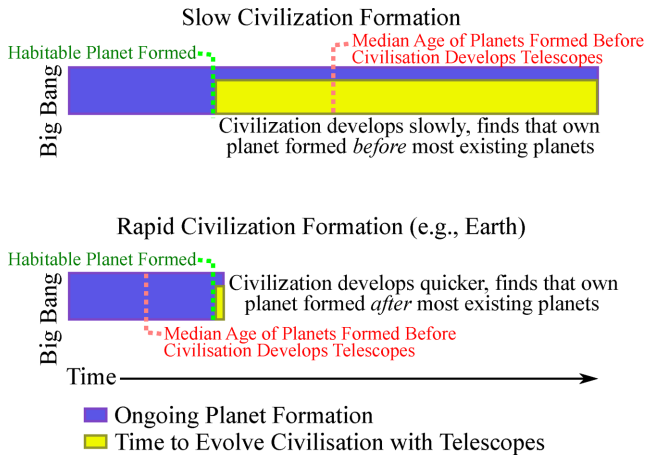 Slow Civilization Formation
Habitable Planet Formed
Median Age of Planets Formed Before
Civilisation Develops Telescopes
Big Bang
Civilization develops slowly, finds that own
planet formed before most existing planets
Rapid Civilization Formation (e.g., Earth)
Habitable Planet Formed
Big Bang
Civilization develops quicker, finds that own
planet formed after most existing planets
Median Age of Planets Formed Before
Civilisation Develops Telescopes
Time
Ongoing Planet Formation
Time to Evolve Civilisation with Telescopes